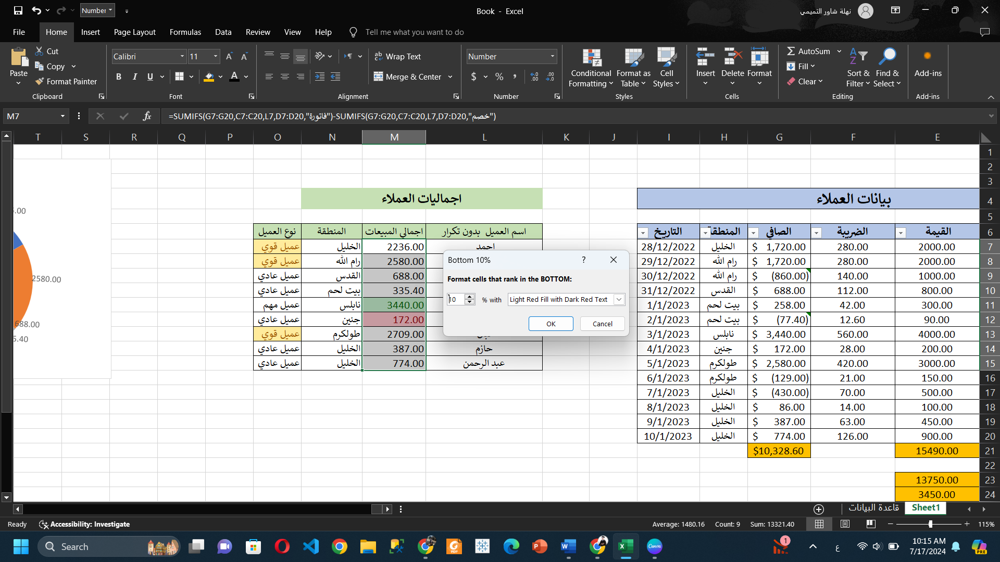 Number
Book - Excel
نهلة شاور التميمي
File Home Insert Page Layout Formulas Data Review View Help Tell me what you want to do
Paste Cut Copy Format Painter Clipboard
Calibri 11 B I U Font
Wrap Text Merge & Center Alignment
Number $ % , Number
Conditional Formatting Format as Table Cell Styles Styles
Insert Delete Format Cells
AutoSum Fill Clear Sort & Filter Find & Select Editing
Add-ins Add-ins
M7 fx =SUMIFS(G7:G20,C7:C20,L7,D7:D20,"فاتورة")-SUMIFS(G7:G20,C7:C20,L7,D7:D20,"خصم")
T S R Q P O N M L K J I H G F E
1
2
3
بيانات العملاء اجماليات العملاء 4
5
القيمة الضريبة الصافي المنطقة التاريخ 6
اسم العميل بدون تكرار اجمالي المبيعات المنطقة نوع العميل
7 2000.00 280.00 $ 1,720.00 الخليل 28/12/2022 احمد 2236.00 الخليل عميل قوي
8 2000.00 280.00 $ 1,720.00 رام الله 29/12/2022 2580.00 رام الله عميل قوي
9 1000.00 140.00 $ (860.00) رام الله 30/12/2022 688.00 القدس عميل عادي
10 800.00 112.00 $ 688.00 القدس 31/12/2022 335.40 بيت لحم عميل عادي
11 300.00 42.00 $ 258.00 بيت لحم 1/1/2023 3440.00 نابلس عميل مهم
12 90.00 12.60 $ (77.40) بيت لحم 2/1/2023 172.00 جنين عميل عادي
13 4000.00 560.00 $ 3,440.00 نابلس 3/1/2023 2709.00 طولكرم عميل قوي
14 200.00 28.00 $ 172.00 جنين 4/1/2023 حازم 387.00 الخليل عميل عادي
15 3000.00 420.00 $ 2,580.00 طولكرم 5/1/2023 عبد الرحمن 774.00 الخليل عميل عادي
16 150.00 21.00 $ (129.00) طولكرم 6/1/2023
17 500.00 70.00 $ (430.00) الخليل 7/1/2023
18 100.00 14.00 $ 86.00 الخليل 8/1/2023
19 450.00 63.00 $ 387.00 الخليل 9/1/2023
20 900.00 126.00 $ 774.00 الخليل 10/1/2023
21 15490.00 $10,328.60
22
23 13750.00
24 3450.00
2580.00
688.00
Bottom 10% ?
Format cells that rank in the BOTTOM:
10 % with Light Red Fill with Dark Red Text
OK Cancel
قاعدة البيانات Sheet1
Ready Accessibility: Investigate Average: 1480.16 Count: 9 Sum: 13321.40 115%
Search
PDF
Canva
1
ع
10:15 AM
7/17/2024
PRE